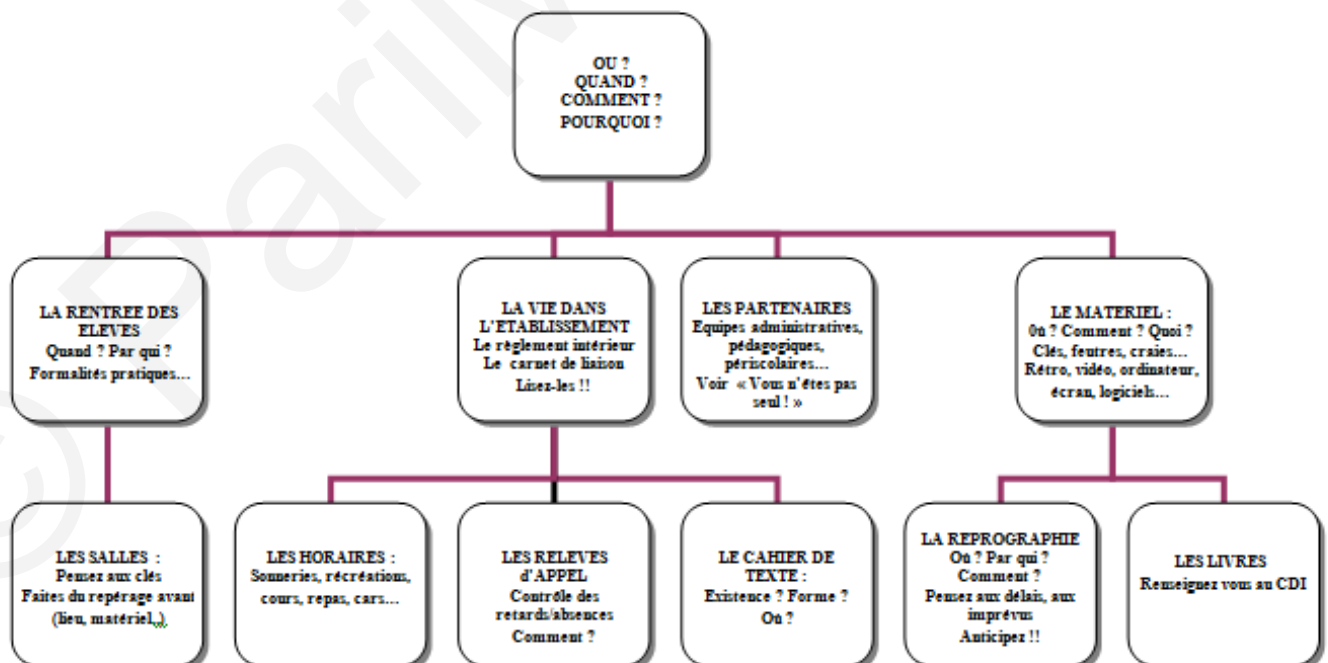 OU ?
QUAND ?
COMMENT ?
POURQUOI ?
LA RENTREE DES
ELEVES
Quand ? Par qui ?
Formalités pratiques...
LA VIE DANS
L'ETABLISSEMENT
Le règlement intérieur
Le carnet de liaison
Lisez-les !!
LES PARTENAIRES
Equipes administratives,
pédagogiques,
périscolaires...
Voir « Vous n'êtes pas
seul ! »
LE MATERIEL :
Où ? Comment ? Quoi ?
Clés, feutres, craies...
Rétro, vidéo, ordinateur,
écran, logiciels...
LES SALLES :
Pensez aux clés
Faites du repérage avant
(lieu, matériel,,)
LES HORAIRES :
Sonneries, récréations,
cours, repas, cars...
LES RELEVES
d'APPEL
Contrôle des
retards/absences
Comment ?
LE CAHIER DE
TEXTE :
Existence ? Forme ?
Où ?
LA REPROGRAPHIE
Où ? Par qui ?
Comment ?
Pensez aux délais, aux
imprévus
Anticipez !!
LES LIVRES
Renseignez vous au CDI